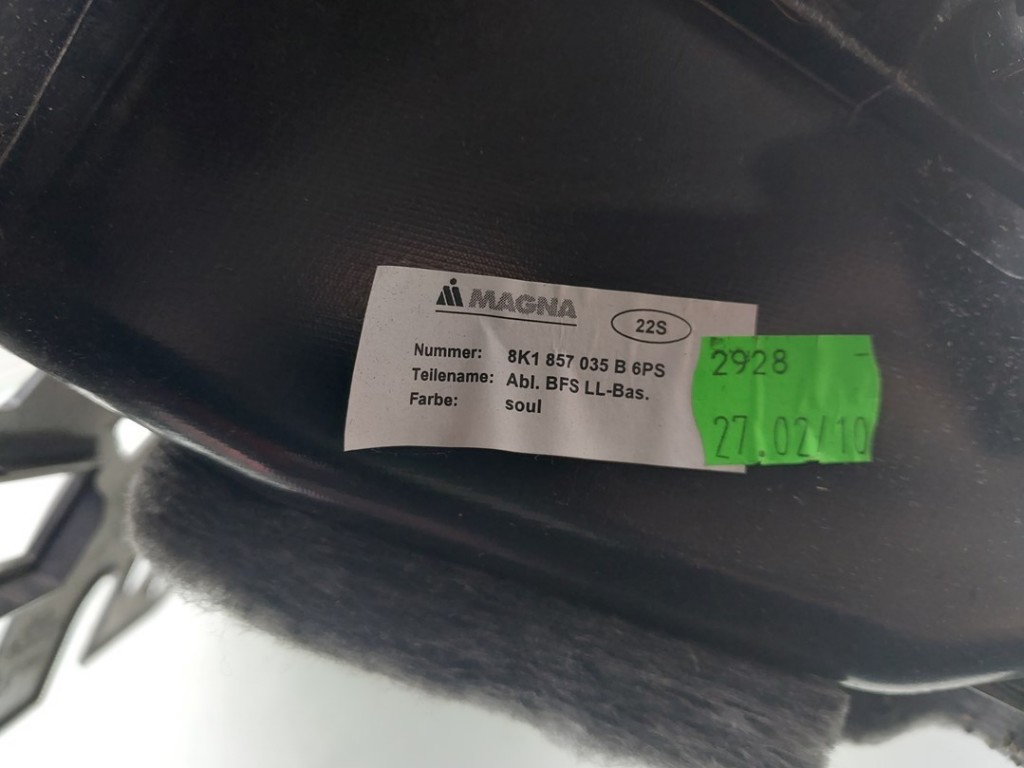 MAGNA
22S
Nummer: 8K1 857 035 B 6PS
Teilename: Abl. BFS LL-Bas.
Farbe: soul
2928
27.02/10